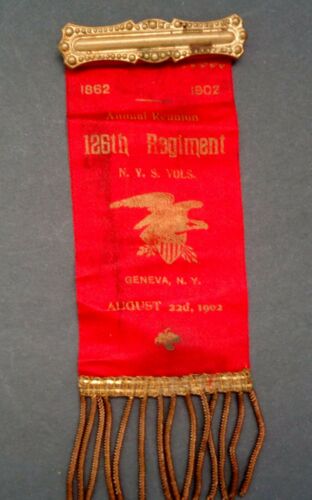 1862 1902
Annual Reunion
126th Regiment
N. Y. S. VOLS.
GENEVA, N. Y.
AUGUST 22d, 1902